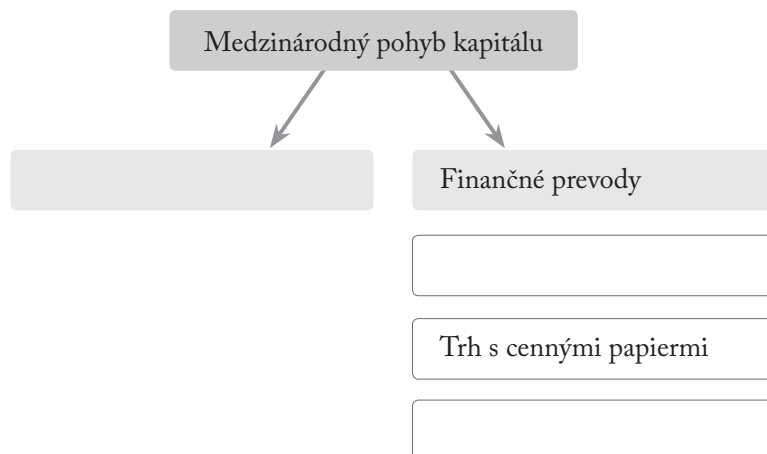 Medzinárodný pohyb kapitálu
Finančné prevody
Trh s cennými papiermi